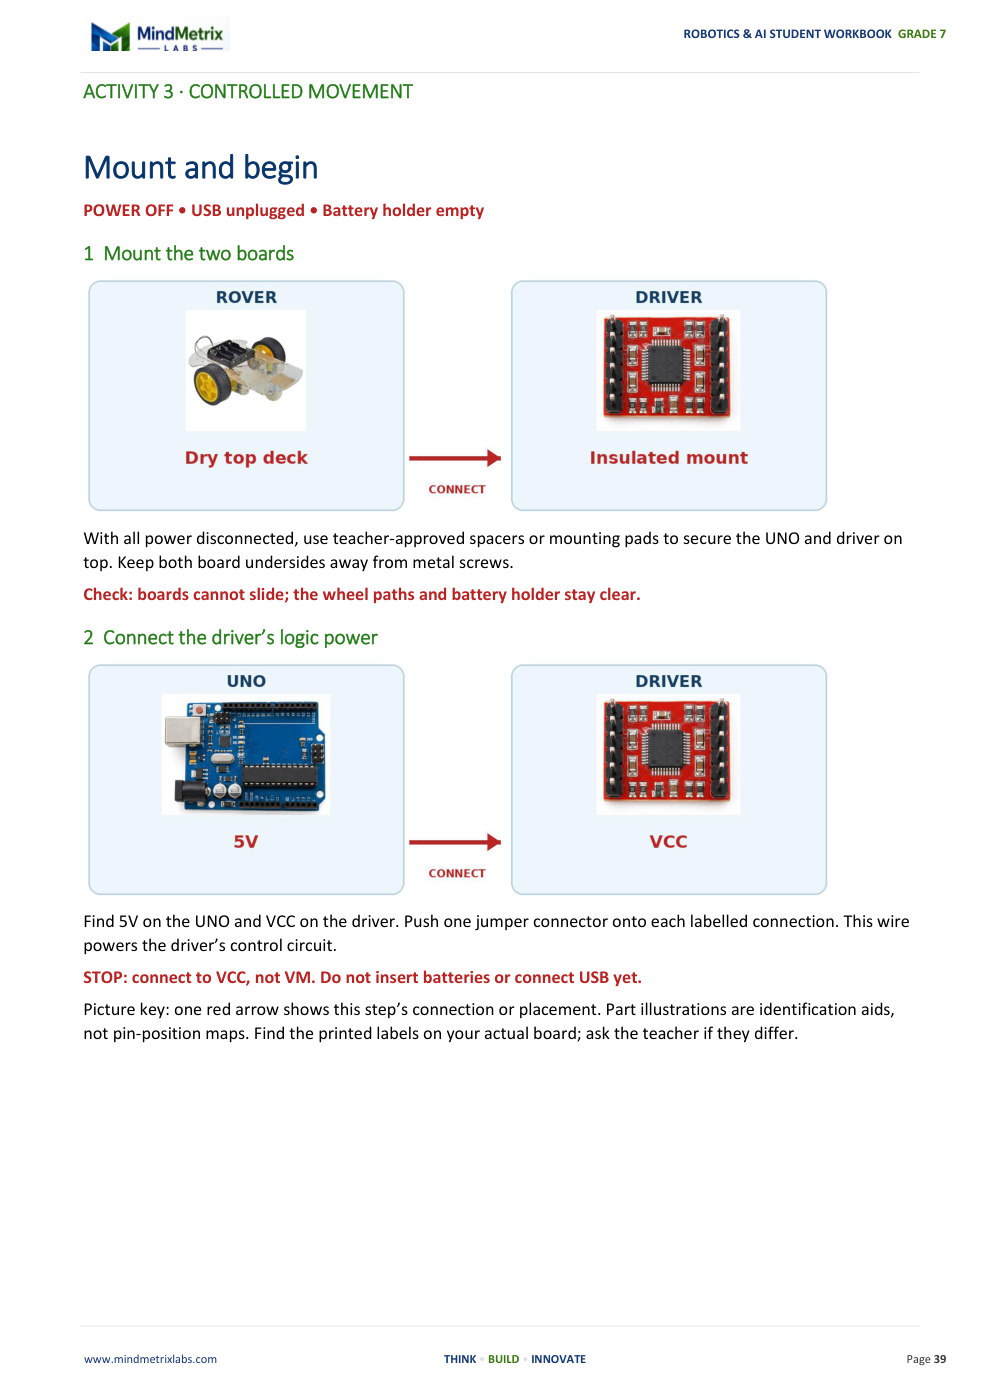 MindMetrix
LABS
ROBOTICS & AI STUDENT WORKBOOK GRADE 7
ACTIVITY 3 · CONTROLLED MOVEMENT
Mount and begin
POWER OFF • USB unplugged • Battery holder empty
1 Mount the two boards
ROVER
Dry top deck
CONNECT
DRIVER
Insulated mount
With all power disconnected, use teacher-approved spacers or mounting pads to secure the UNO and driver on
top. Keep both board undersides away from metal screws.
Check: boards cannot slide; the wheel paths and battery holder stay clear.
2 Connect the driver’s logic power
UNO
5V
CONNECT
DRIVER
VCC
Find 5V on the UNO and VCC on the driver. Push one jumper connector onto each labelled connection. This wire
powers the driver’s control circuit.
STOP: connect to VCC, not VM. Do not insert batteries or connect USB yet.
Picture key: one red arrow shows this step’s connection or placement. Part illustrations are identification aids,
not pin-position maps. Find the printed labels on your actual board; ask the teacher if they differ.
www.mindmetrixlabs.com
THINK • BUILD • INNOVATE
Page 39